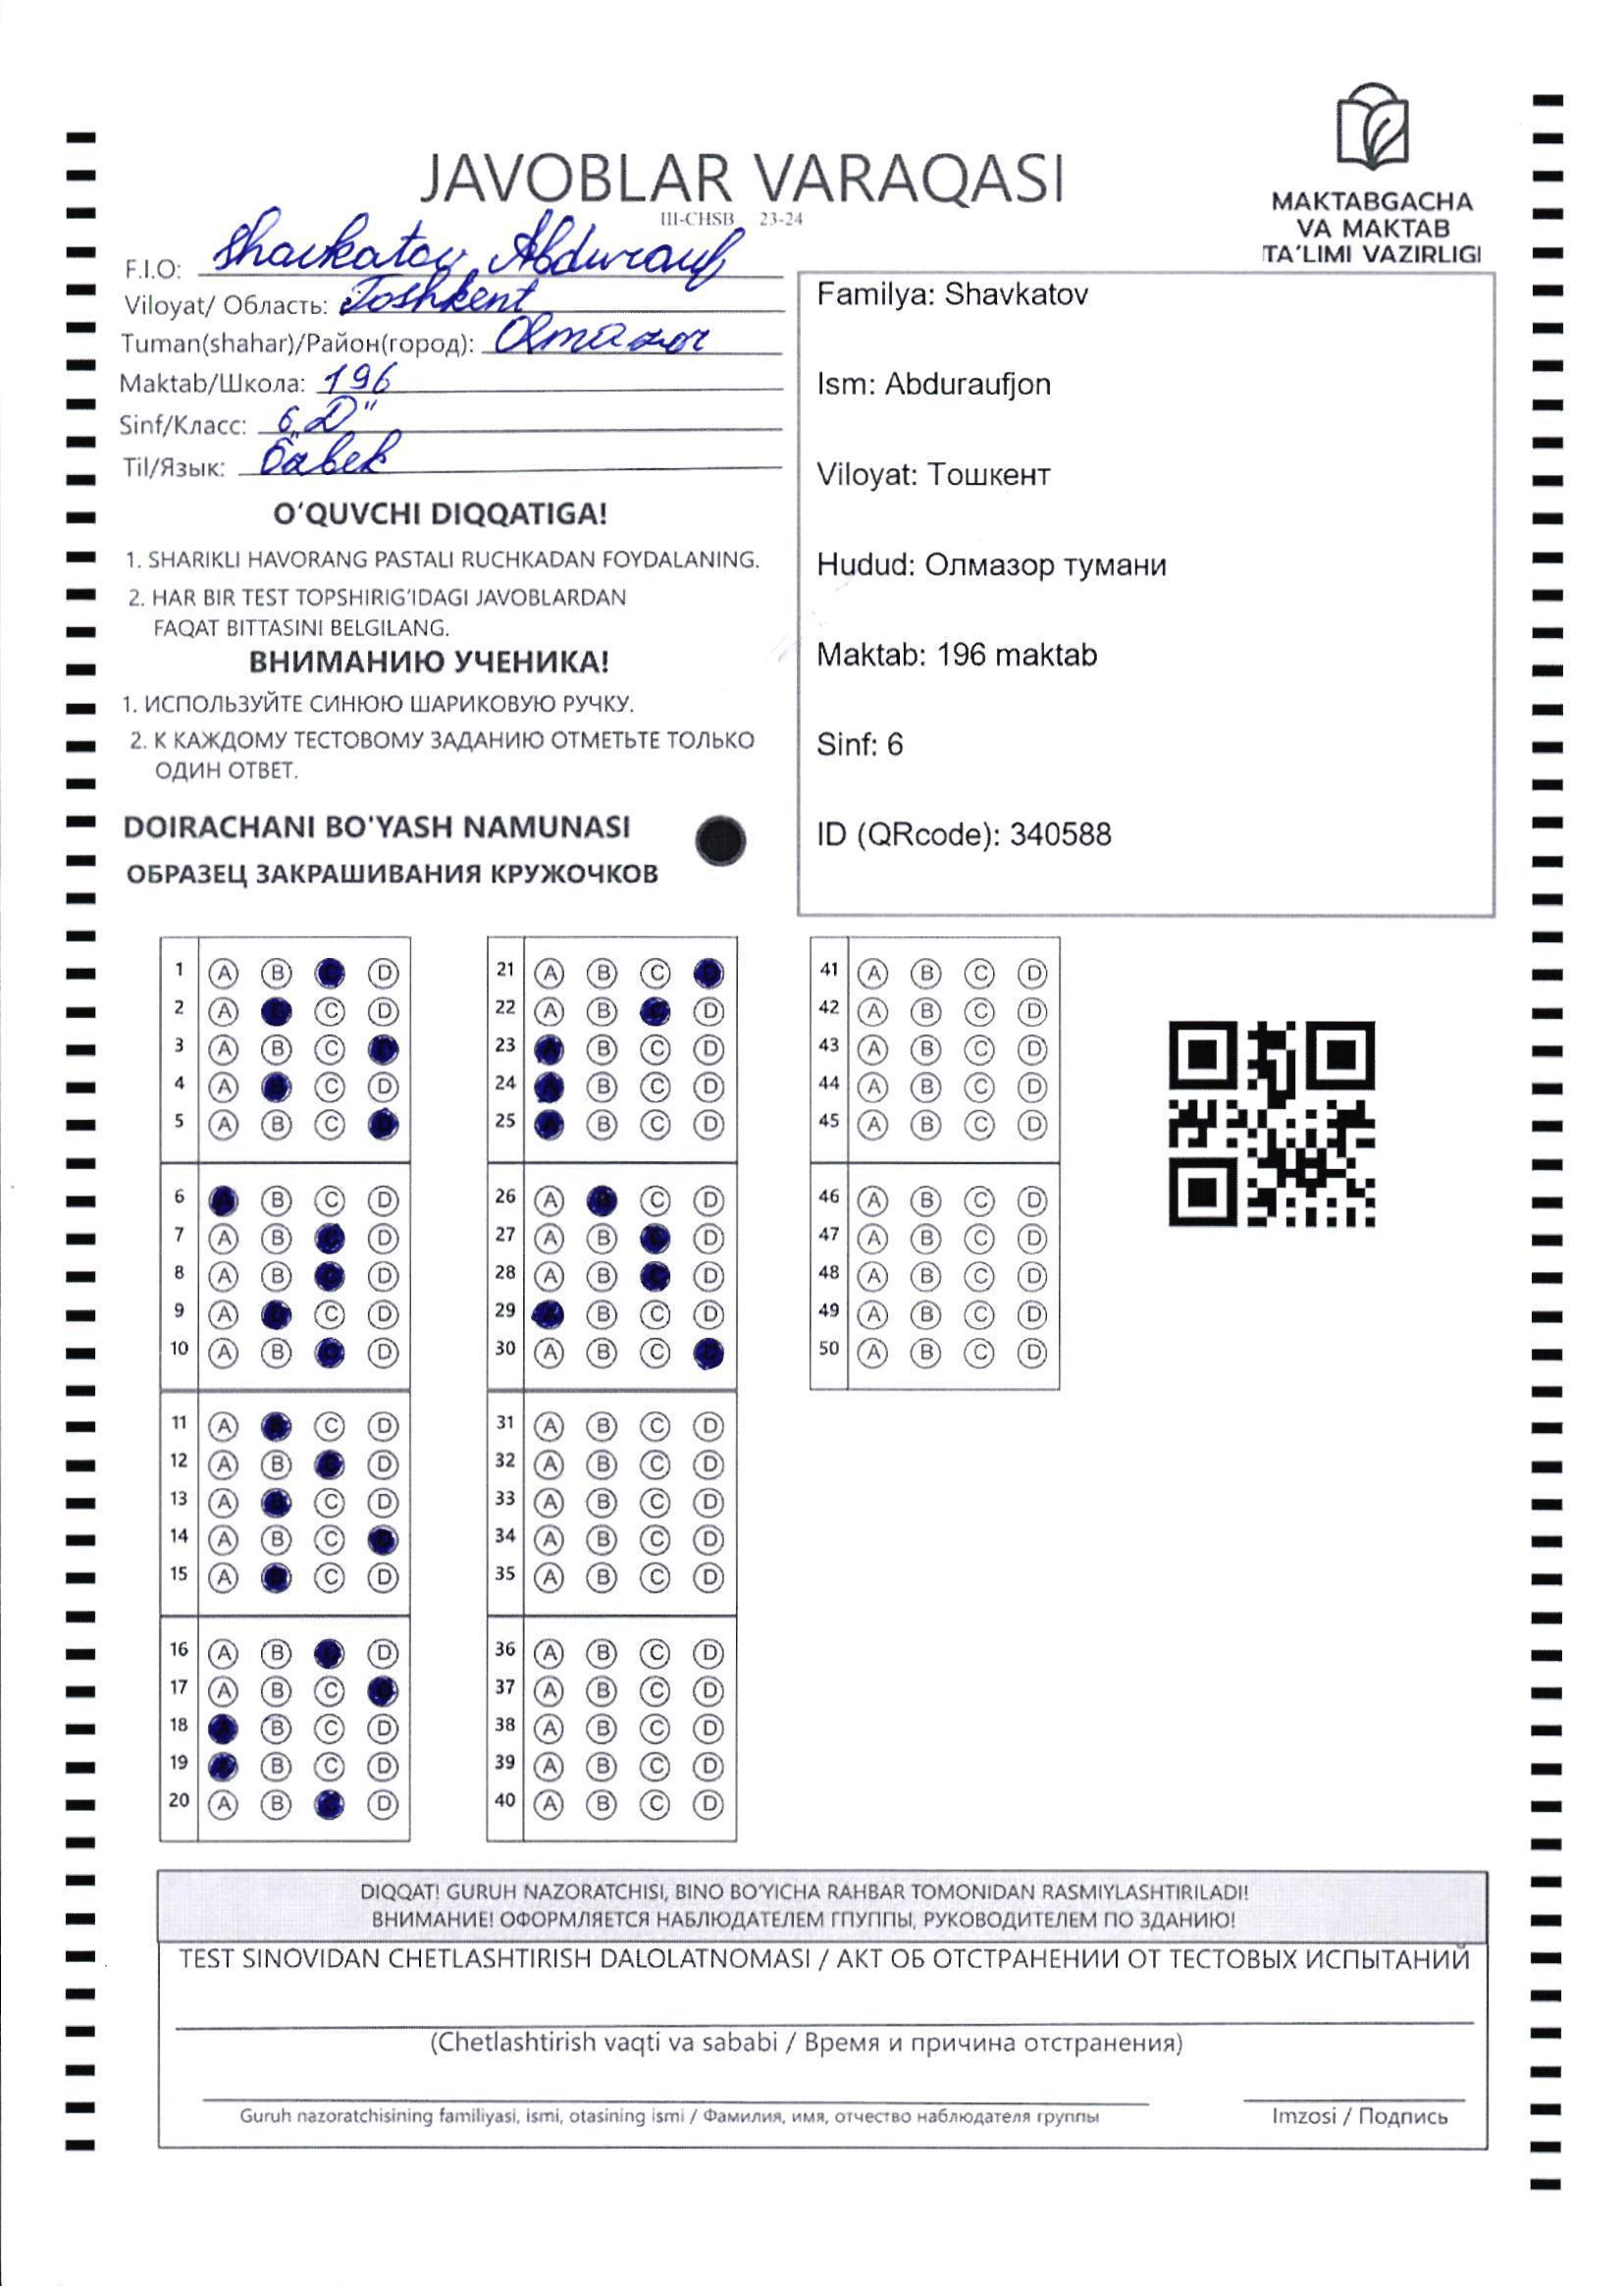 JAVOBLAR VARAQASI
III-CHSB 23-24
MAKTABGACHA
VA MAKTAB
TA'LIMI VAZIRLIGI
F.I.O: Shavkatov Abdurauf
Viloyat/ Область: Toshkent
Tuman(shahar)/Район(город): Olmazor
Maktab/Школа: 196
Sinf/Класс: 6 „D"
Til/Язык:
O'QUVCHI DIQQATIGA!
1. SHARIKLI HAVORANG PASTALI RUCHKADAN FOYDALANING.
2. HAR BIR TEST TOPSHIRIG'IDAGI JAVOBLARDAN
FAQAT BITTASINI BELGILANG.
ВНИМАНИЮ УЧЕНИКА!
1. ИСПОЛЬЗУЙТЕ СИНЮЮ ШАРИКОВУЮ РУЧКУ.
2. К КАЖДОМУ ТЕСТОВОМУ ЗАДАНИЮ ОТМЕТЬТЕ ТОЛЬКО
ОДИН ОТВЕТ.
DOIRACHANI BO'YASH NAMUNASI
ОБРАЗЕЦ ЗАКРАШИВАНИЯ КРУЖОЧКОВ
Familya: Shavkatov
Ism: Abduraufjon
Viloyat: Тошкент
Hudud: Олмазор тумани
Maktab: 196 maktab
Sinf: 6
ID (QRcode): 340588
1 A B C D
2 A B C D
3 A B C D
4 A B C D
5 A B C D
6 A B C D
7 A B C D
8 A B C D
9 A B C D
10 A B C D
11 A B C D
12 A B C D
13 A B C D
14 A B C D
15 A B C D
16 A B C D
17 A B C D
18 A B C D
19 A B C D
20 A B C D
21 A B C D
22 A B C D
23 A B C D
24 A B C D
25 A B C D
26 A B C D
27 A B C D
28 A B C D
29 A B C D
30 A B C D
31 A B C D
32 A B C D
33 A B C D
34 A B C D
35 A B C D
36 A B C D
37 A B C D
38 A B C D
39 A B C D
40 A B C D
41 A B C D
42 A B C D
43 A B C D
44 A B C D
45 A B C D
46 A B C D
47 A B C D
48 A B C D
49 A B C D
50 A B C D
DIQQAT! GURUH NAZORATCHISI, BINO BO'YICHA RAHBAR TOMONIDAN RASMIYLASHTIRILADI!
ВНИМАНИЕ! ОФОРМЛЯЕТСЯ НАБЛЮДАТЕЛЕМ ГПУППЫ, РУКОВОДИТЕЛЕМ ПО ЗДАНИЮ!
TEST SINOVIDAN CHETLASHTIRISH DALOLATNOMASI / АКТ ОБ ОТСТРАНЕНИИ ОТ ТЕСТОВЫХ ИСПЫТАНИЙ
(Chetlashtirish vaqti va sababi / Время и причина отстранения)
Guruh nazoratchisining familiyasi, ismi, otasining ismi / Фамилия, имя, отчество наблюдателя группы
Imzosi / Подпись